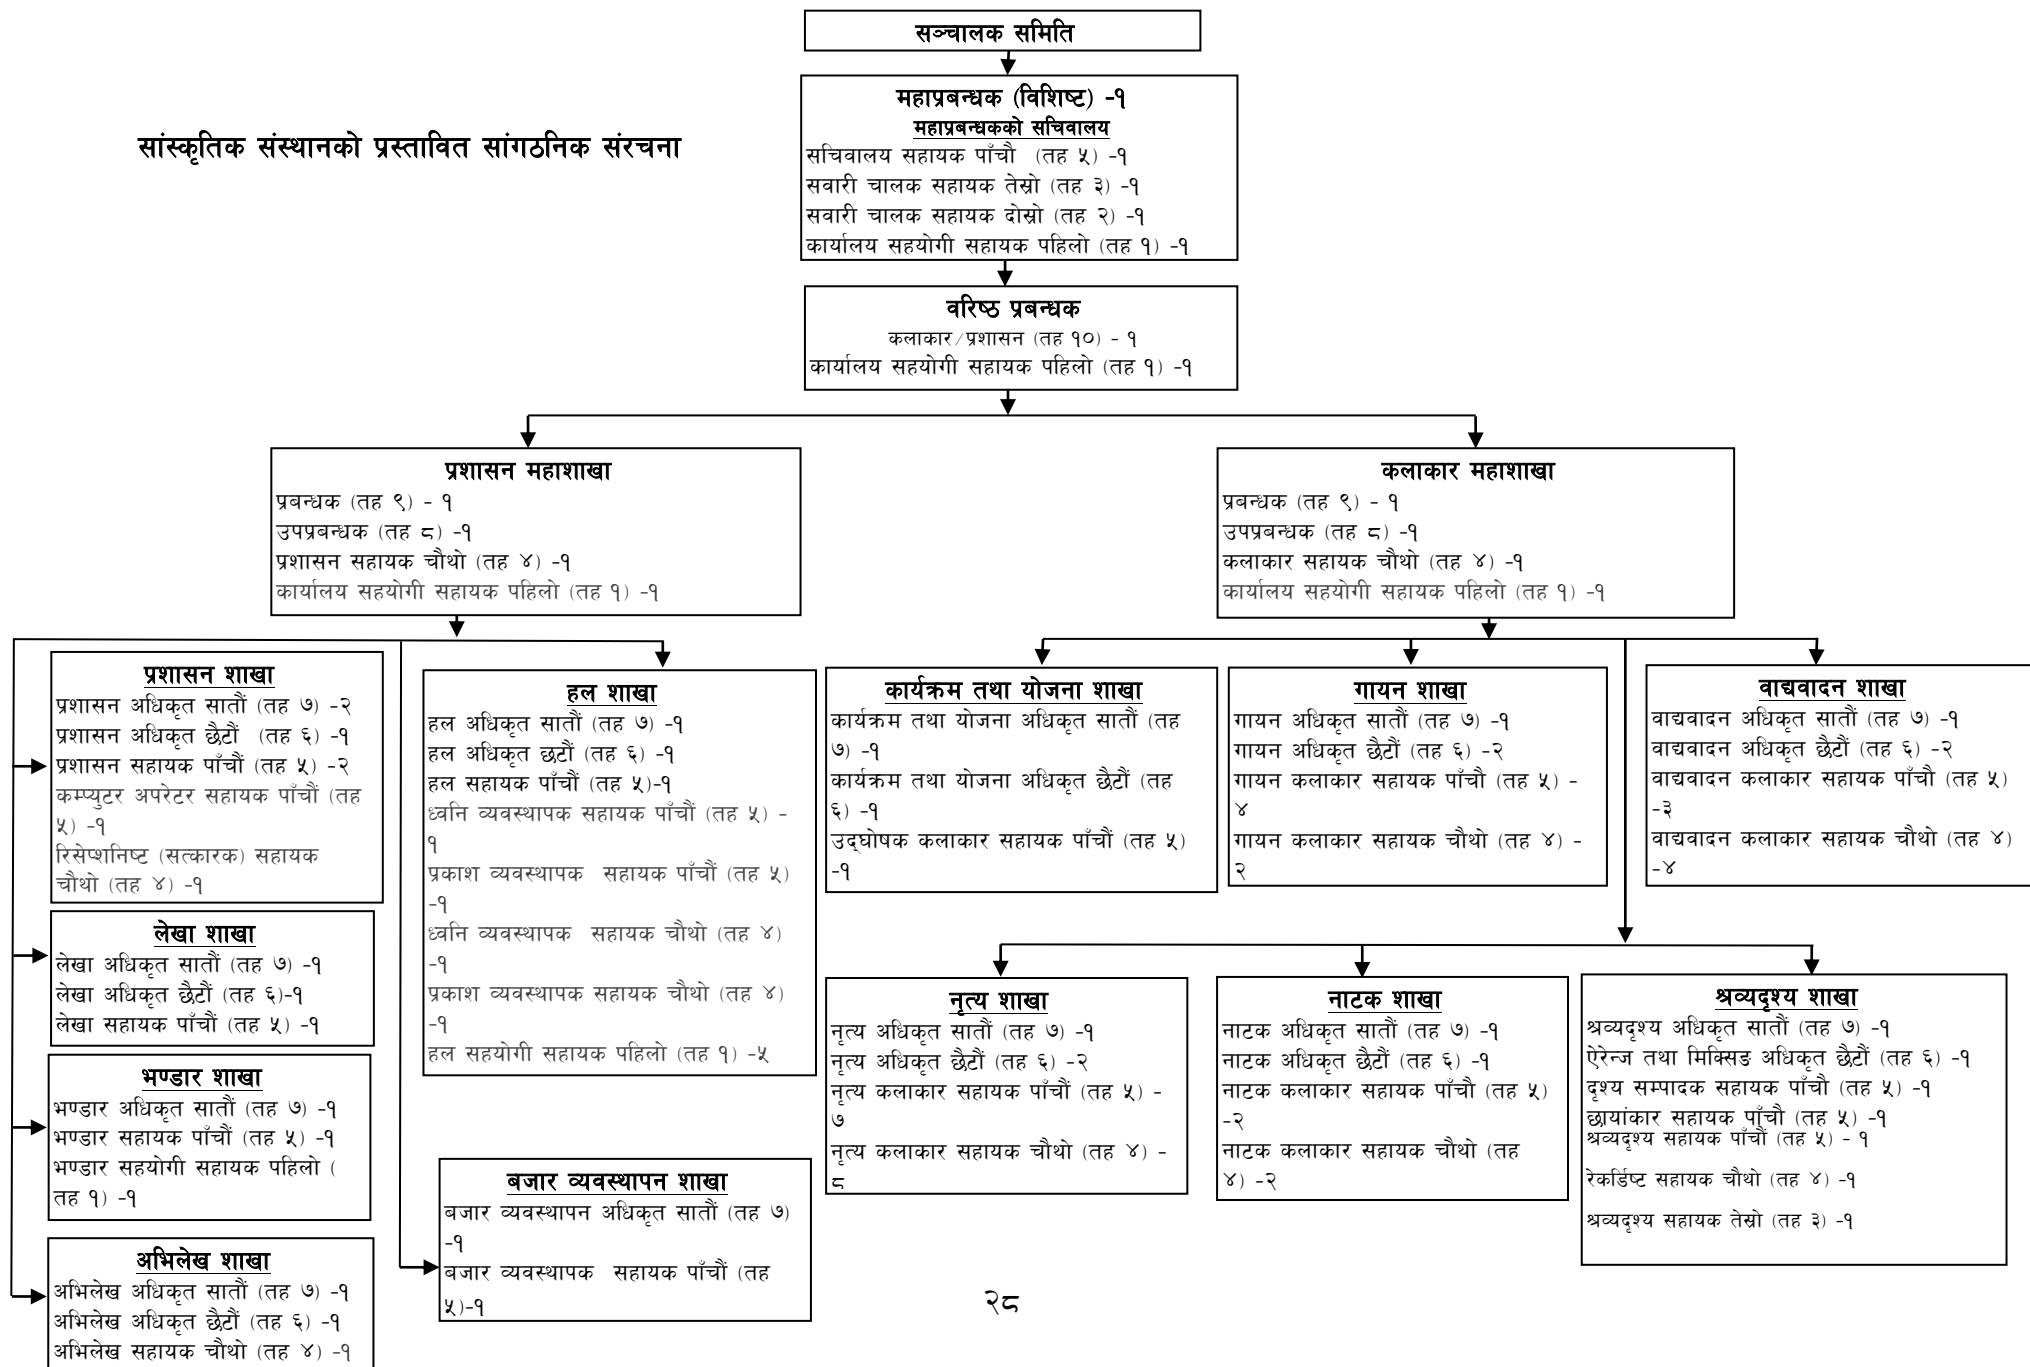 सञ्चालक समिति
महाप्रबन्धक (विशिष्ट) -१
महाप्रबन्धकको सचिवालय
सचिवालय सहायक पाँचौ (तह ५) -१
सवारी चालक सहायक तेस्रो (तह ३) -१
सवारी चालक सहायक दोस्रो (तह २) -१
कार्यालय सहयोगी सहायक पहिलो (तह १) -१
सांस्कृतिक संस्थानको प्रस्तावित सांगठनिक संरचना
वरिष्ठ प्रबन्धक
कलाकार/प्रशासन (तह १०) - १
कार्यालय सहयोगी सहायक पहिलो (तह १) -१
प्रशासन महाशाखा
प्रबन्धक (तह ९) - १
उपप्रबन्धक (तह ८) -१
प्रशासन सहायक चौथो (तह ४) -१
कार्यालय सहयोगी सहायक पहिलो (तह १) -१
कलाकार महाशाखा
प्रबन्धक (तह ९) - १
उपप्रबन्धक (तह ८) -१
कलाकार सहायक चौथो (तह ४) -१
कार्यालय सहयोगी सहायक पहिलो (तह १) -१
प्रशासन शाखा
प्रशासन अधिकृत सातौं (तह ७) -२
प्रशासन अधिकृत छैटौं (तह ६) -१
प्रशासन सहायक पाँचौं (तह ५) -२
कम्प्युटर अपरेटर सहायक पाँचौं (तह
५) -१
रिसेप्शनिष्ट (सत्कारक) सहायक
चौथो (तह ४) -१
लेखा शाखा
लेखा अधिकृत सातौं (तह ७) -१
लेखा अधिकृत छैटौं (तह ६)-१
लेखा सहायक पाँचौं (तह ५) -१
भण्डार शाखा
भण्डार अधिकृत सातौं (तह ७) -१
भण्डार सहायक पाँचौं (तह ५) -१
भण्डार सहयोगी सहायक पहिलो (
तह १) -१
अभिलेख शाखा
अभिलेख अधिकृत सातौं (तह ७) -१
अभिलेख अधिकृत छैटौं (तह ६) -१
अभिलेख सहायक चौथो (तह ४) -१
हल शाखा
हल अधिकृत सातौं (तह ७) -१
हल अधिकृत छटौं (तह ६) -१
हल सहायक पाँचौं (तह ५)-१
ध्वनि व्यवस्थापक सहायक पाँचौं (तह ५) -
१
प्रकाश व्यवस्थापक सहायक पाँचौं (तह ५)
-१
ध्वनि व्यवस्थापक सहायक चौथो (तह ४)
-१
प्रकाश व्यवस्थापक सहायक चौथो (तह ४)
-१
हल सहयोगी सहायक पहिलो (तह १) -५
बजार व्यवस्थापन शाखा
बजार व्यवस्थापन अधिकृत सातौं (तह ७)
-१
बजार व्यवस्थापक सहायक पाँचौं (तह
५)-१
कार्यक्रम तथा योजना शाखा
कार्यक्रम तथा योजना अधिकृत सातौं (तह
७) -१
कार्यक्रम तथा योजना अधिकृत छैटौं (तह
६) -१
उद्घोषक कलाकार सहायक पाँचौं (तह ५)
-१
गायन शाखा
गायन अधिकृत सातौं (तह ७) -१
गायन अधिकृत छैटौं (तह ६) -२
गायन कलाकार सहायक पाँचौ (तह ५) -
४
गायन कलाकार सहायक चौथो (तह ४) -
२
वाद्यवादन शाखा
वाद्यवादन अधिकृत सातौं (तह ७) -१
वाद्यवादन अधिकृत छैटौं (तह ६) -२
वाद्यवादन कलाकार सहायक पाँचौ (तह ५)
-३
वाद्यवादन कलाकार सहायक चौथो (तह ४)
-४
नृत्य शाखा
नृत्य अधिकृत सातौं (तह ७) -१
नृत्य अधिकृत छैटौं (तह ६) -२
नृत्य कलाकार सहायक पाँचौं (तह ५) -
७
नृत्य कलाकार सहायक चौथो (तह ४) -
८
नाटक शाखा
नाटक अधिकृत सातौं (तह ७) -१
नाटक अधिकृत छैटौं (तह ६) -१
नाटक कलाकार सहायक पाँचौ (तह ५)
-२
नाटक कलाकार सहायक चौथो (तह
४) -२
श्रव्यदृश्य शाखा
श्रव्यदृश्य अधिकृत सातौं (तह ७) -१
ऐरेन्ज तथा मिक्सिङ अधिकृत छैटौं (तह ६) -१
दृश्य सम्पादक सहायक पाँचौ (तह ५) -१
छायांकार सहायक पाँचौ (तह ५) -१
श्रव्यदृश्य सहायक पाँचौं (तह ५) - १
रेकर्डिष्ट सहायक चौथो (तह ४) -१
श्रव्यदृश्य सहायक तेस्रो (तह ३) -१
२८